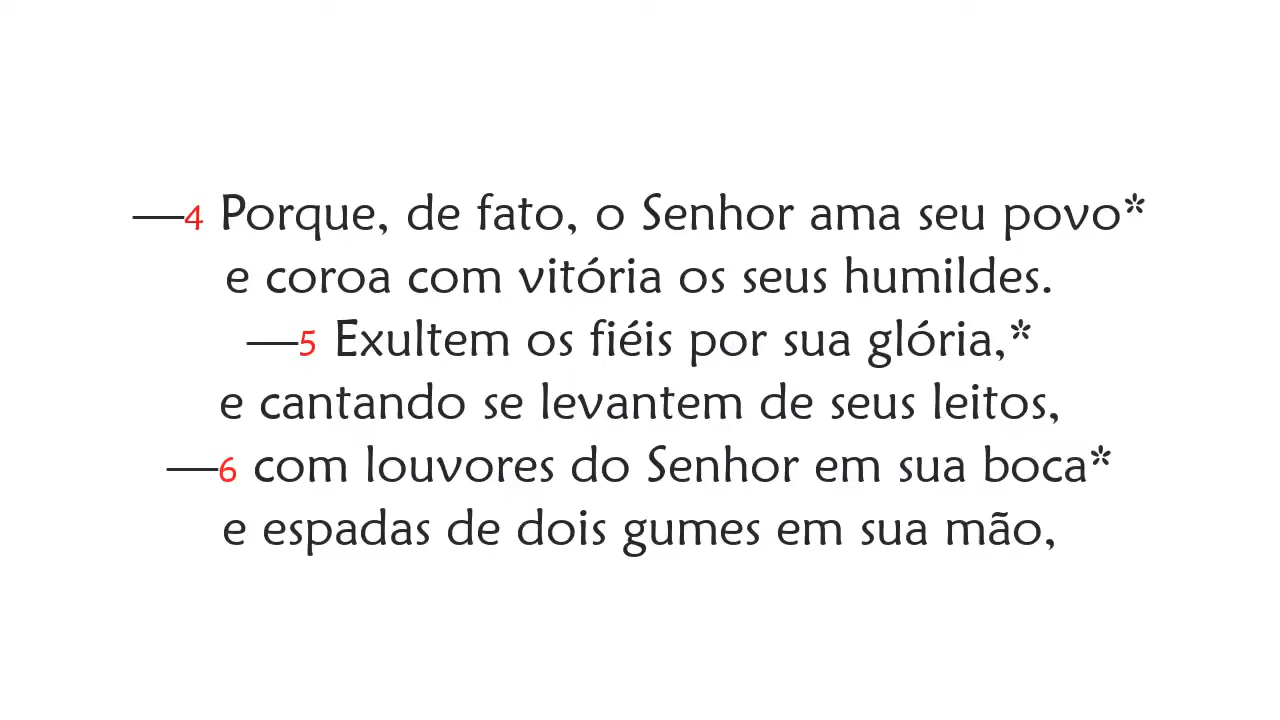 —4 Porque, de fato, o Senhor ama seu povo*
e coroa com vitória os seus humildes.
—5 Exultem os fiéis por sua glória,*
e cantando se levantem de seus leitos,
—6 com louvores do Senhor em sua boca*
e espadas de dois gumes em sua mão,